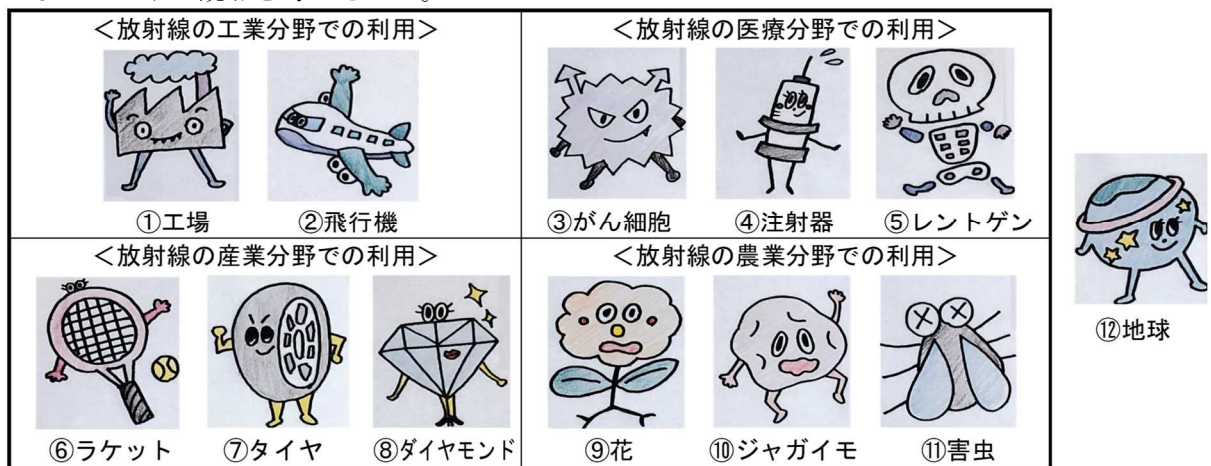 <放射線の工業分野での利用>
①工場
②飛行機
<放射線の医療分野での利用>
③がん細胞
④注射器
⑤レントゲン
<放射線の産業分野での利用>
⑥ラケット
⑦タイヤ
⑧ダイヤモンド
<放射線の農業分野での利用>
⑨花
⑩ジャガイモ
⑪害虫
⑫地球